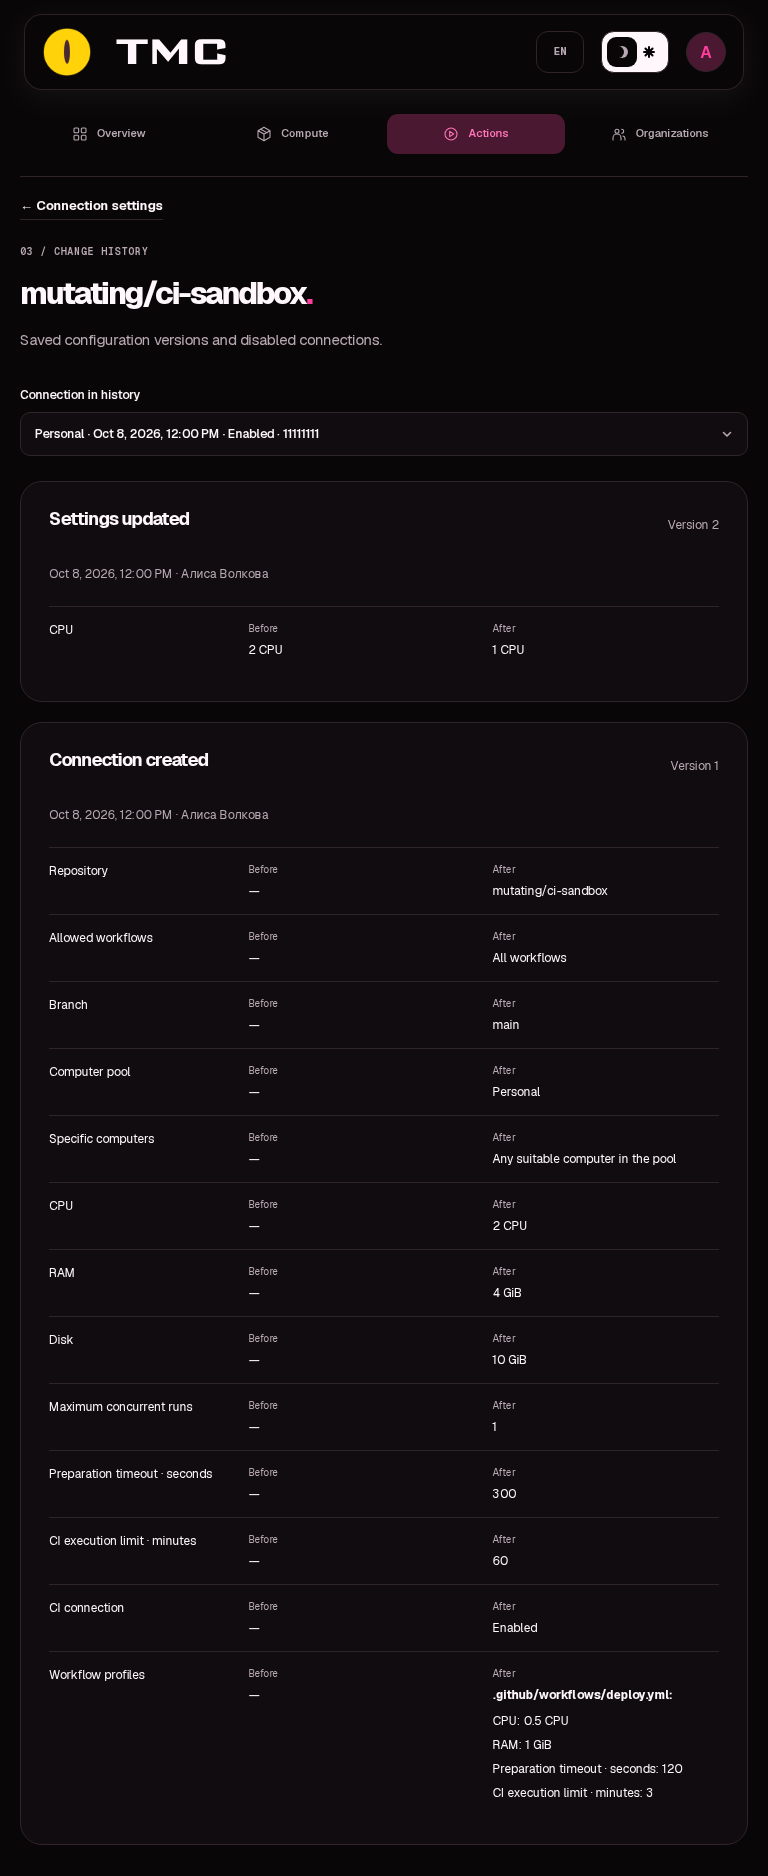 TMC
EN
A
Overview
Compute
Actions
Organizations
← Connection settings
03 / CHANGE HISTORY
mutating/ci-sandbox.
Saved configuration versions and disabled connections.
Connection in history
Personal · Oct 8, 2026, 12:00 PM · Enabled · 11111111
Settings updated
Version 2
Oct 8, 2026, 12:00 PM · Алиса Волкова
CPU
Before
After
2 CPU
1 CPU
Connection created
Version 1
Oct 8, 2026, 12:00 PM · Алиса Волкова
Repository
Before
After
—
mutating/ci-sandbox
Allowed workflows
Before
After
—
All workflows
Branch
Before
After
—
main
Computer pool
Before
After
—
Personal
Specific computers
Before
After
—
Any suitable computer in the pool
CPU
Before
After
—
2 CPU
RAM
Before
After
—
4 GiB
Disk
Before
After
—
10 GiB
Maximum concurrent runs
Before
After
—
1
Preparation timeout · seconds
Before
After
—
300
CI execution limit · minutes
Before
After
—
60
CI connection
Before
After
—
Enabled
Workflow profiles
Before
After
—
.github/workflows/deploy.yml:
CPU: 0.5 CPU
RAM: 1 GiB
Preparation timeout · seconds: 120
CI execution limit · minutes: 3